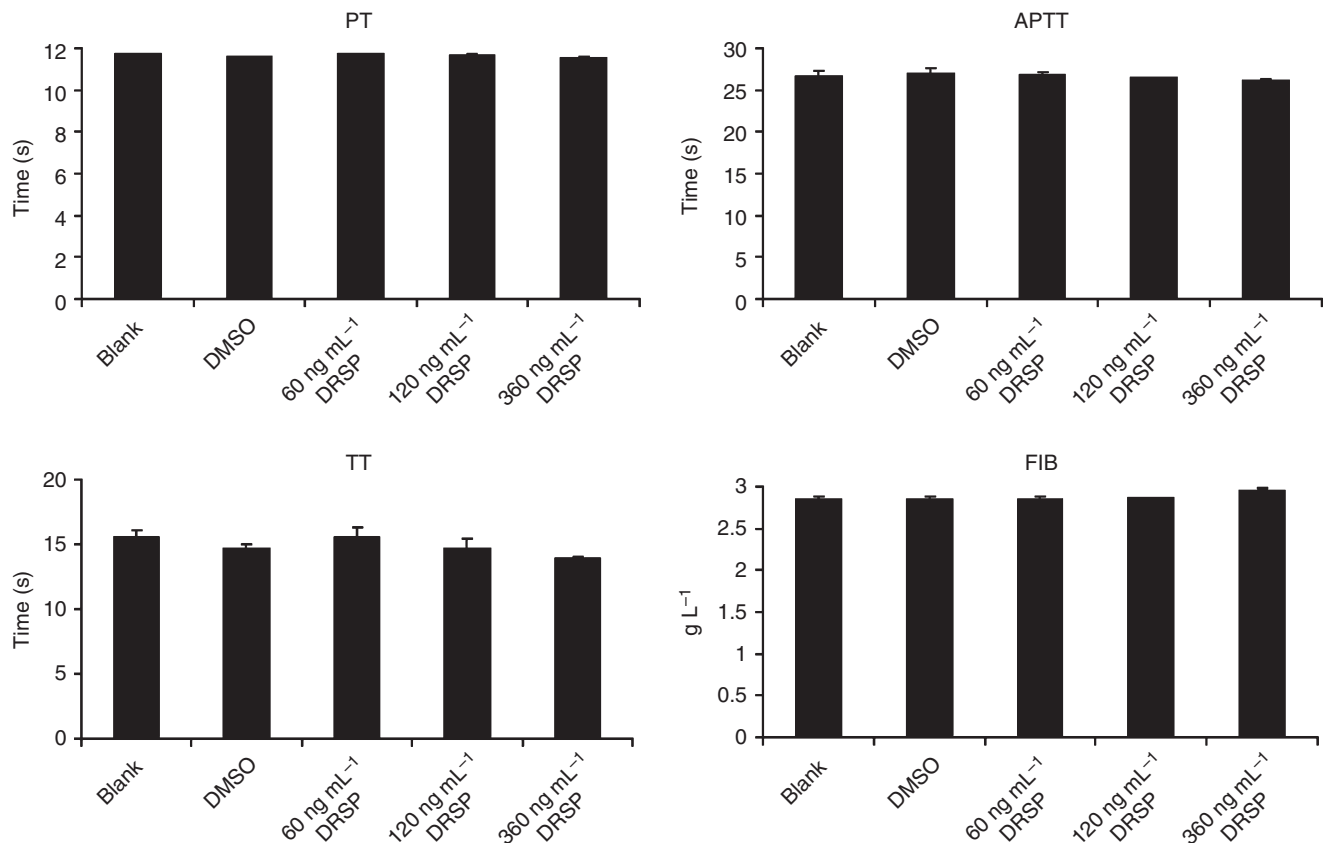 PT
12
10
8
6
4
2
0
Time (s)
Blank
DMSO
60 ng mL⁻¹
DRSP
120 ng mL⁻¹
DRSP
360 ng mL⁻¹
DRSP
APTT
30
25
20
15
10
5
0
Time (s)
Blank
DMSO
60 ng mL⁻¹
DRSP
120 ng mL⁻¹
DRSP
360 ng mL⁻¹
DRSP
TT
20
15
10
5
0
Time (s)
Blank
DMSO
60 ng mL⁻¹
DRSP
120 ng mL⁻¹
DRSP
360 ng mL⁻¹
DRSP
FIB
3
2.5
2
1.5
1
0.5
0
g L⁻¹
Blank
DMSO
60 ng mL⁻¹
DRSP
120 ng mL⁻¹
DRSP
360 ng mL⁻¹
DRSP